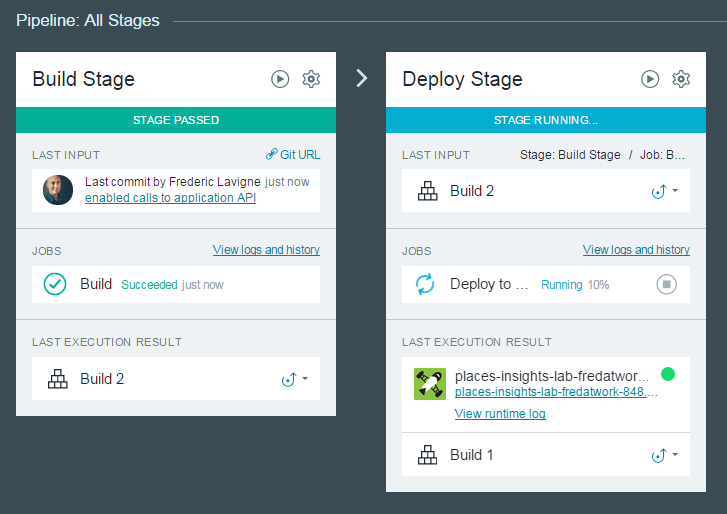 Pipeline: All Stages
Build Stage
STAGE PASSED
LAST INPUT
Git URL
Last commit by Frederic Lavigne just now
enabled calls to application API
JOBS
View logs and history
Build Succeeded just now
LAST EXECUTION RESULT
Build 2
Deploy Stage
STAGE RUNNING...
LAST INPUT
Stage: Build Stage / Job: B...
Build 2
JOBS
View logs and history
Deploy to ... Running 10%
LAST EXECUTION RESULT
places-insights-lab-fredatwor...
places-insights-lab-fredatwork-848....
View runtime log
Build 1